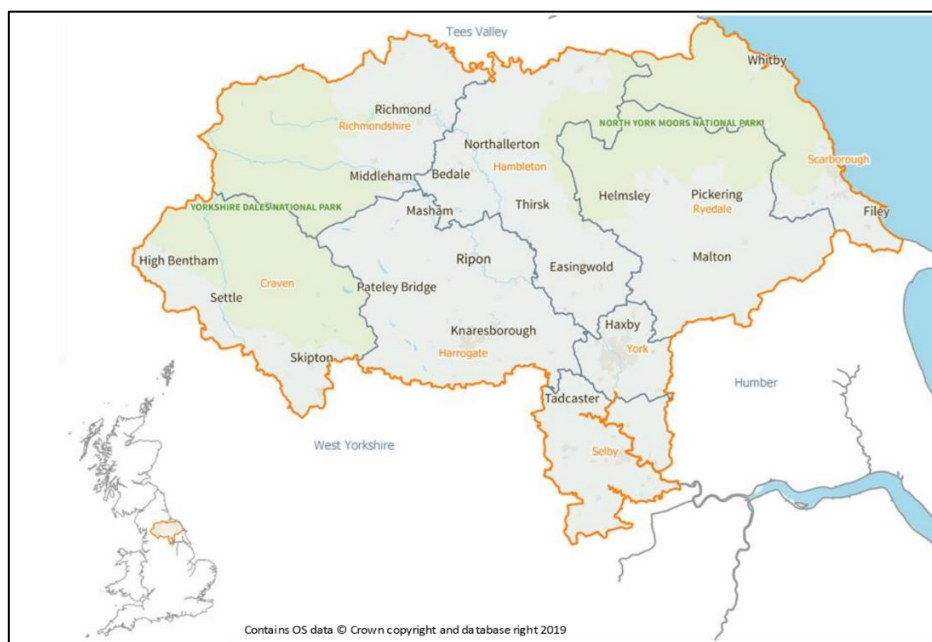 Tees Valley
Whitby
Richmond
Richmondshire
NORTH YORK MOORS NATIONAL PARK
Northallerton
Hambleton
Scarborough
Middleham
Bedale
Helmsley
Pickering
Ryedale
YORKSHIRE DALES NATIONAL PARK
Masham
Thirsk
Filey
High Bentham
Ripon
Easingwold
Malton
Craven
Settle
Pateley Bridge
Knaresborough
Haxby
Skipton
Harrogate
York
Tadcaster
Humber
West Yorkshire
Selby
Contains OS data © Crown copyright and database right 2019